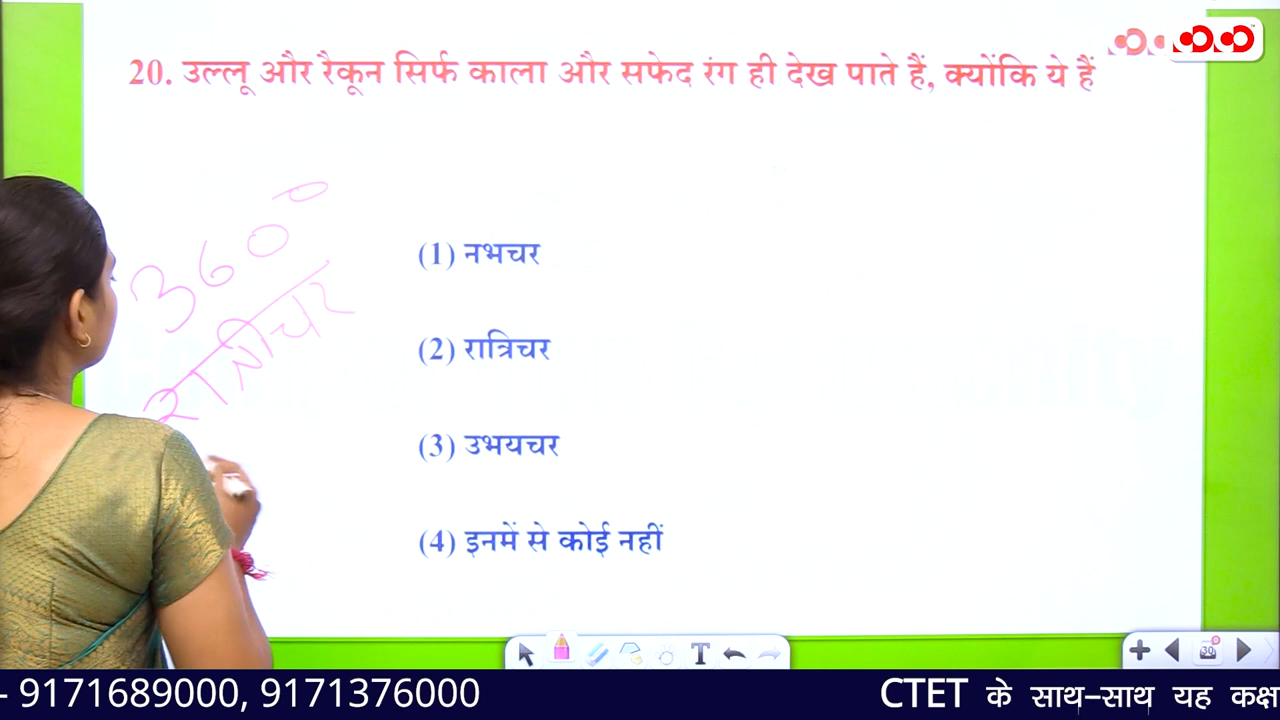 20. उल्लू और रैकून सिर्फ काला और सफेद रंग ही देख पाते हैं, क्योंकि ये हैं
360°
रात्रीचर
(1) नभचर
(2) रात्रिचर
(3) उभयचर
(4) इनमें से कोई नहीं
T
30
- 9171689000, 9171376000
CTET के साथ-साथ यह कक्ष